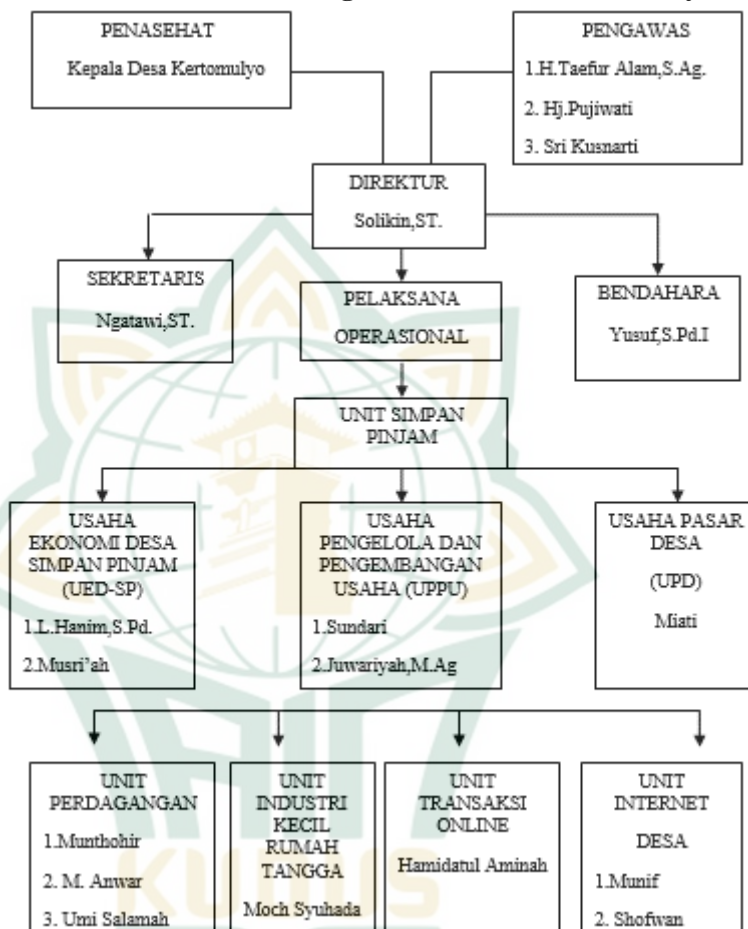 PENASEHAT
Kepala Desa Kertomulyo
PENGAWAS
1.H.Taefur Alam,S.Ag.
2. Hj.Pujiwati
3. Sri Kusnarti
DIREKTUR
Solikin,ST.
SEKRETARIS
Ngatawi,ST.
PELAKSANA
OPERASIONAL
BENDAHARA
Yusuf,S.Pd.I
UNIT SIMPAN
PINJAM
USAHA
EKONOMI DESA
SIMPAN PINJAM
(UED-SP)
1.L.Hanim,S.Pd.
2.Musri'ah
USAHA
PENGELOLA DAN
PENGEMBANGAN
USAHA (UPPU)
1.Sundari
2.Juwariyah,M.Ag
USAHA PASAR
DESA
(UPD)
Miati
UNIT
PERDAGANGAN
1.Munthohir
2. M. Anwar
3. Umi Salamah
UNIT
INDUSTRI
KECIL
RUMAH
TANGGA
Moch Syuhada
UNIT
TRANSAKSI
ONLINE
Hamidatul Aminah
UNIT
INTERNET
DESA
1.Munif
2. Shofwan